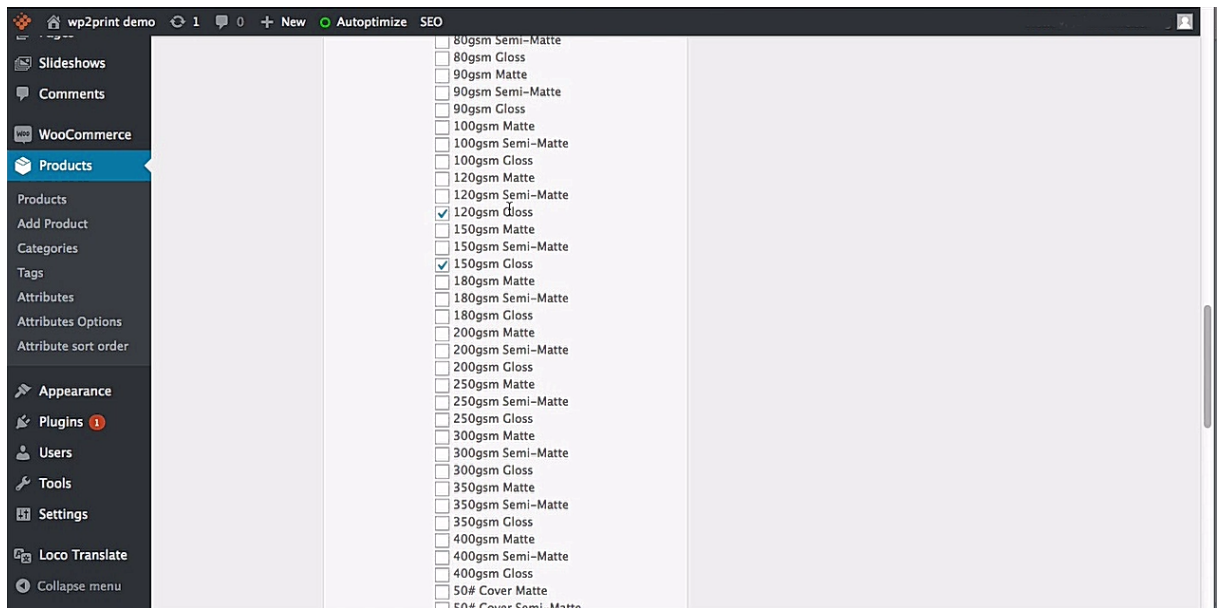 wp2print demo 1 0 New Autoptimize SEO
Pages
Slideshows
Comments
WooCommerce
Products
Products
Add Product
Categories
Tags
Attributes
Attributes Options
Attribute sort order
Appearance
Plugins 1
Users
Tools
Settings
Loco Translate
Collapse menu
80gsm Semi-Matte
80gsm Gloss
90gsm Matte
90gsm Semi-Matte
90gsm Gloss
100gsm Matte
100gsm Semi-Matte
100gsm Gloss
120gsm Matte
120gsm Semi-Matte
120gsm Gloss
150gsm Matte
150gsm Semi-Matte
150gsm Gloss
180gsm Matte
180gsm Semi-Matte
180gsm Gloss
200gsm Matte
200gsm Semi-Matte
200gsm Gloss
250gsm Matte
250gsm Semi-Matte
250gsm Gloss
300gsm Matte
300gsm Semi-Matte
300gsm Gloss
350gsm Matte
350gsm Semi-Matte
350gsm Gloss
400gsm Matte
400gsm Semi-Matte
400gsm Gloss
50# Cover Matte
50# Cover Semi-Matte